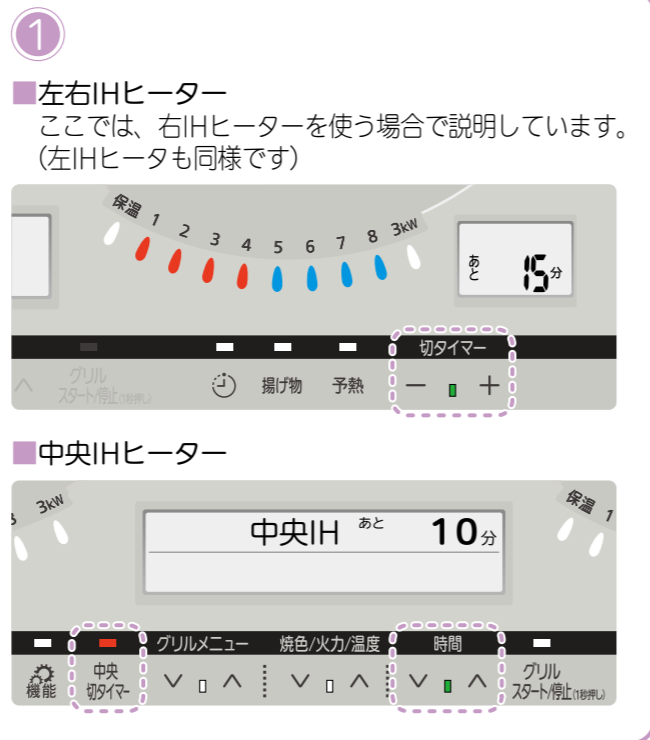 1
■左右IHヒーター
ここでは、右IHヒーターを使う場合で説明しています。
(左IHヒータも同様です)
保温 1 2 3 4 5 6 7 8 3kW
あと 15分
切タイマー
グリル
スタート/停止(1秒押し)
揚げ物 予熱 − +
■中央IHヒーター
3kW
保温 1
中央IH あと 10分
グリルメニュー 焼色/火力/温度 時間
機能
中央
切タイマー
グリル
スタート/停止(1秒押し)